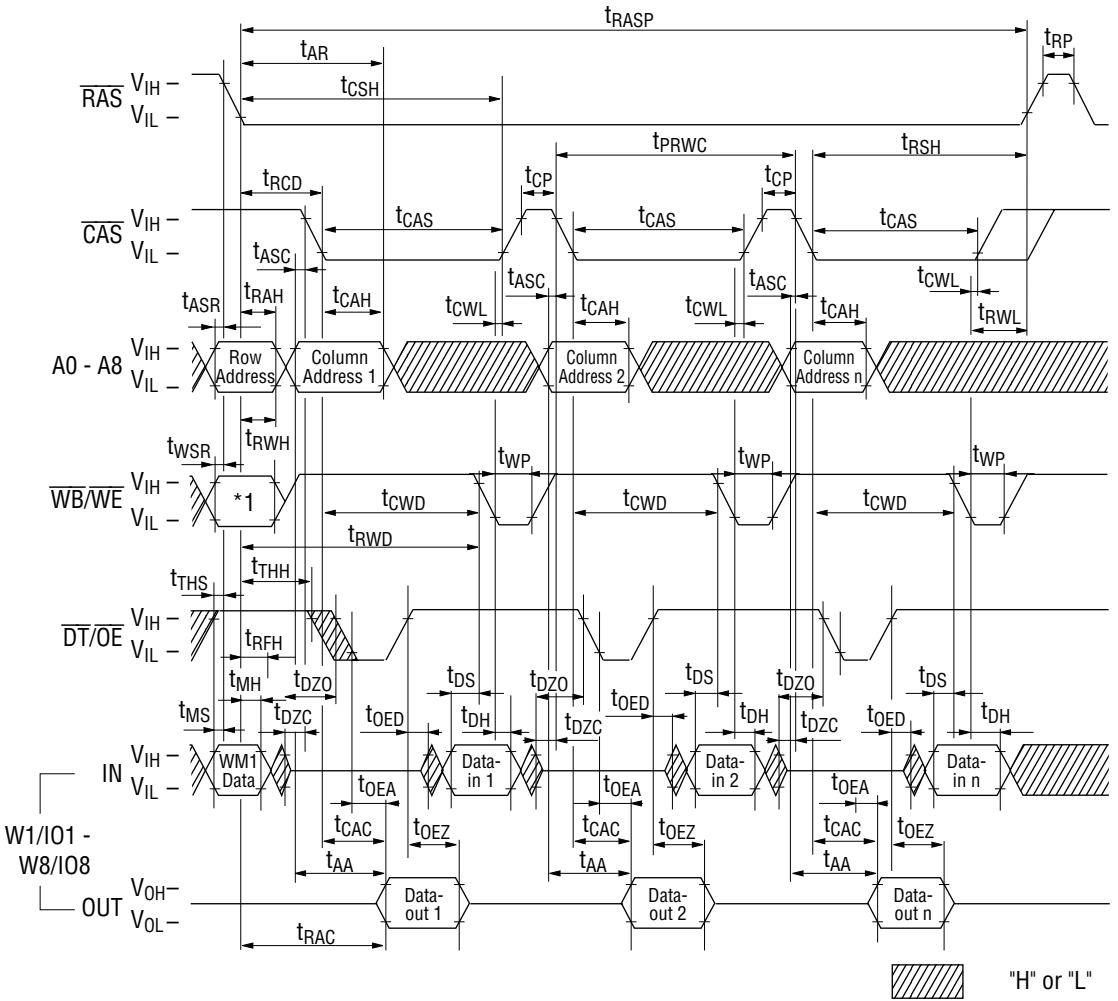 tRASP
tAR
tRP
tCSH
RAS VIH
VIL
tPRWC
tRSH
tRCD
tCP
tCP
CAS VIH
VIL
tCAS
tCAS
tCAS
tASC
tASC
tASC
tASR
tRAH
tCAH
tCWL
tCAH
tCWL
tCAH
tCWL
tRWL
A0 - A8 VIH
VIL
Row Address
Column Address 1
Column Address 2
Column Address n
tRWH
tWSR
tWP
tWP
tWP
WB/WE VIH
VIL
*1
tCWD
tCWD
tCWD
tRWD
tTHH
tTHS
DT/OE VIH
VIL
tRFH
tMH
tDZO
tDS
tDZO
tDS
tDZO
tDS
tMS
tDZC
tOED
tDH
tDZC
tOED
tDH
tDZC
tOED
tDH
IN VIH
VIL
WM1 Data
Data-in 1
Data-in 2
Data-in n
tOEA
tOEA
tOEA
W1/IO1 -
W8/IO8
tCAC
tOEZ
tCAC
tOEZ
tCAC
tOEZ
tAA
tAA
tAA
OUT VOH
VOL
Data-out 1
Data-out 2
Data-out n
tRAC
"H" or "L"